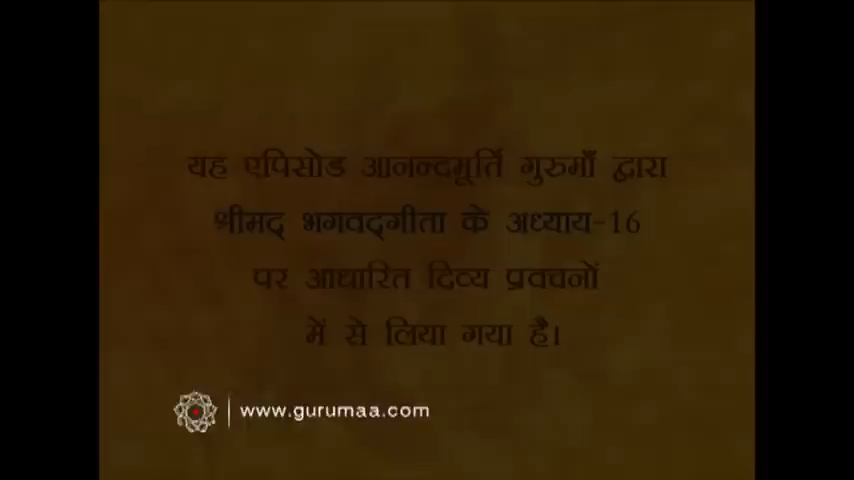 यह एपिसोड आनन्दमूर्ति गुरुमाँ द्वारा
श्रीमद् भगवद्गीता के अध्याय-16
पर आधारित दिव्य प्रवचनों
में से लिया गया है।
www.gurumaa.com